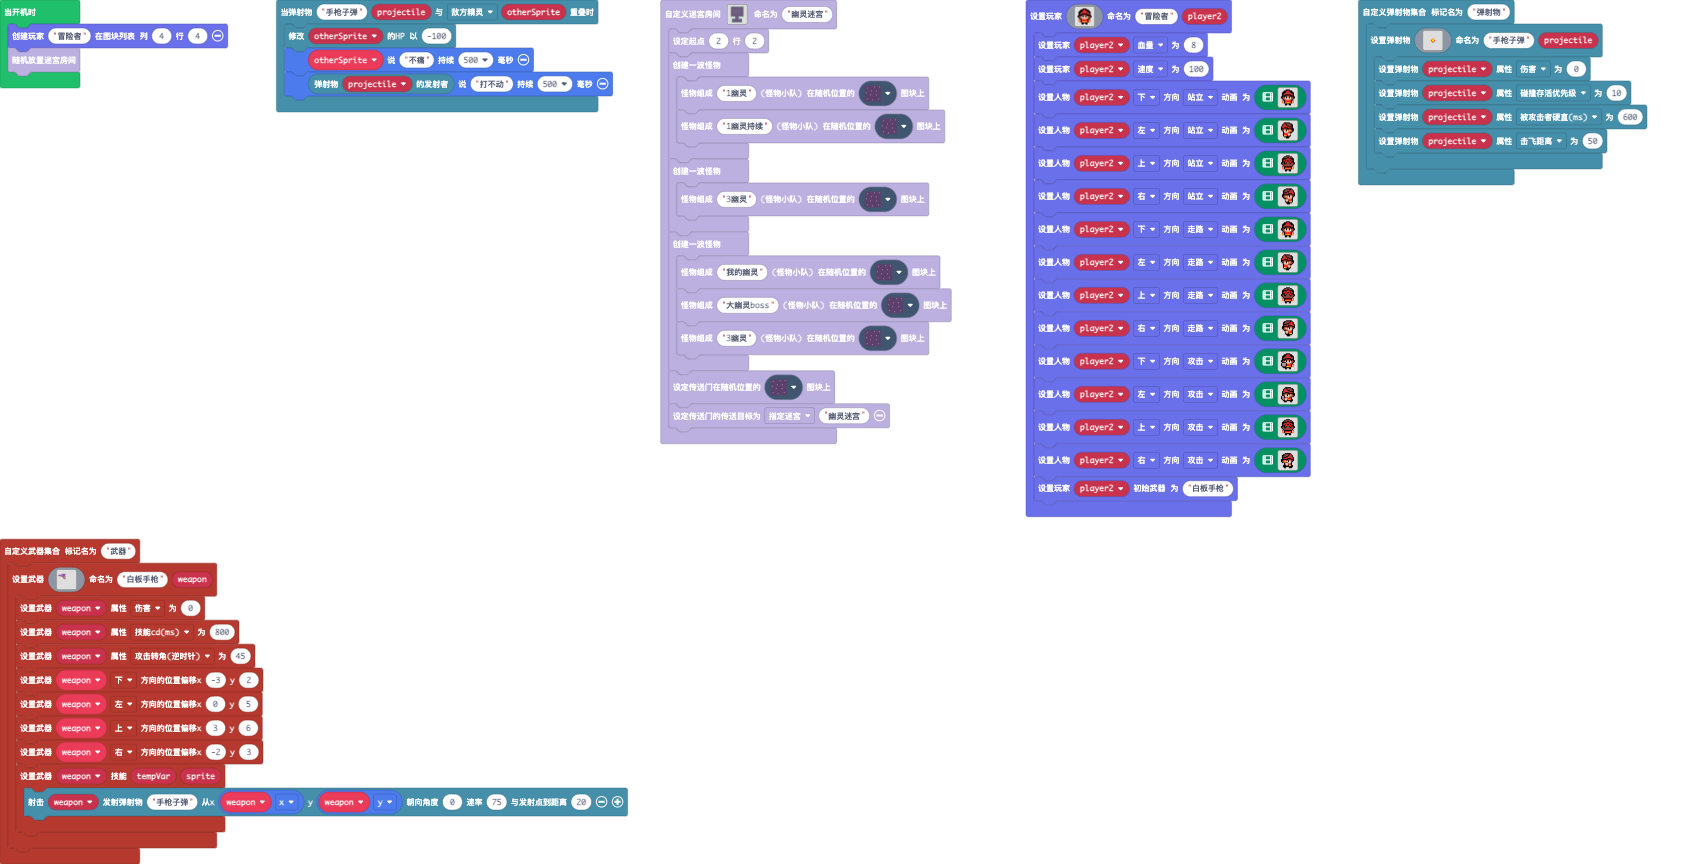 当开机时
创建玩家 "冒险者" 在图块列表 列 4 行 4
随机放置迷宫房间
当弹射物 "手枪子弹" projectile 与 敌方精灵 otherSprite 重叠时
修改 otherSprite 的HP 以 -100
otherSprite 说 "不痛" 持续 500 毫秒
弹射物 projectile 的发射者 说 "打不动" 持续 500 毫秒
自定义迷宫房间 命名为 "幽灵迷宫"
设定起点 2 行 2
创建一波怪物
怪物组成 "1幽灵" (怪物小队) 在随机位置的 图块上
怪物组成 "1幽灵持续" (怪物小队) 在随机位置的 图块上
创建一波怪物
怪物组成 "3幽灵" (怪物小队) 在随机位置的 图块上
创建一波怪物
怪物组成 "我的幽灵" (怪物小队) 在随机位置的 图块上
怪物组成 "大幽灵boss" (怪物小队) 在随机位置的 图块上
怪物组成 "3幽灵" (怪物小队) 在随机位置的 图块上
设定传送门在随机位置的 图块上
设定传送门的传送目标为 指定迷宫 "幽灵迷宫"
设置玩家 命名为 "冒险者" player2
设置玩家 player2 血量 为 8
设置玩家 player2 速度 为 100
设置人物 player2 下 方向 站立 动画 为
设置人物 player2 左 方向 站立 动画 为
设置人物 player2 上 方向 站立 动画 为
设置人物 player2 右 方向 站立 动画 为
设置人物 player2 下 方向 走路 动画 为
设置人物 player2 左 方向 走路 动画 为
设置人物 player2 上 方向 走路 动画 为
设置人物 player2 右 方向 走路 动画 为
设置人物 player2 下 方向 攻击 动画 为
设置人物 player2 左 方向 攻击 动画 为
设置人物 player2 上 方向 攻击 动画 为
设置人物 player2 右 方向 攻击 动画 为
设置玩家 player2 初始武器 为 "白板手枪"
自定义弹射物集合 标记名为 "弹射物"
设置弹射物 命名为 "手枪子弹" projectile
设置弹射物 projectile 属性 伤害 为 0
设置弹射物 projectile 属性 碰撞存活优先级 为 10
设置弹射物 projectile 属性 被攻击者硬直(ms) 为 600
设置弹射物 projectile 属性 击飞距离 为 50
自定义武器集合 标记名为 "武器"
设置武器 命名为 "白板手枪" weapon
设置武器 weapon 属性 伤害 为 0
设置武器 weapon 属性 技能cd(ms) 为 800
设置武器 weapon 属性 攻击转角(逆时针) 为 45
设置武器 weapon 下 方向的位置偏移x -3 y 2
设置武器 weapon 左 方向的位置偏移x 0 y 5
设置武器 weapon 上 方向的位置偏移x 3 y 6
设置武器 weapon 右 方向的位置偏移x -2 y 3
设置武器 weapon 技能 tempVar sprite
射击 weapon 发射弹射物 "手枪子弹" 从x weapon x y weapon y 朝向角度 0 速率 75 与发射点到距离 20